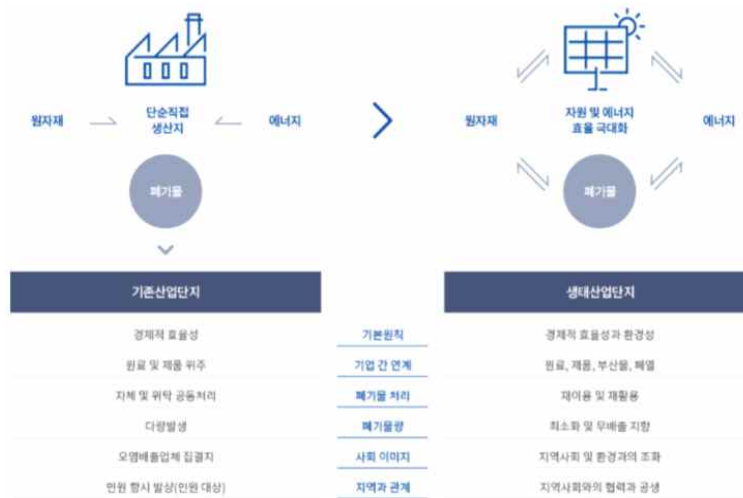 원자재
단순직접
생산지
에너지
폐기물
원자재
자원 및 에너지
효율 극대화
에너지
폐기물
기존산업단지
생태산업단지
경제적 효율성
기본원칙
경제적 효율성과 환경성
원료 및 제품 위주
기업 간 연계
원료, 제품, 부산물, 폐열
자체 및 위탁 공동처리
폐기물 처리
재이용 및 재활용
다량발생
폐기물량
최소화 및 무배출 지향
오염배출업체 집결지
사회 이미지
지역사회 및 환경과의 조화
민원 항시 발상(민원 대상)
지역과 관계
지역사회와의 협력과 공생